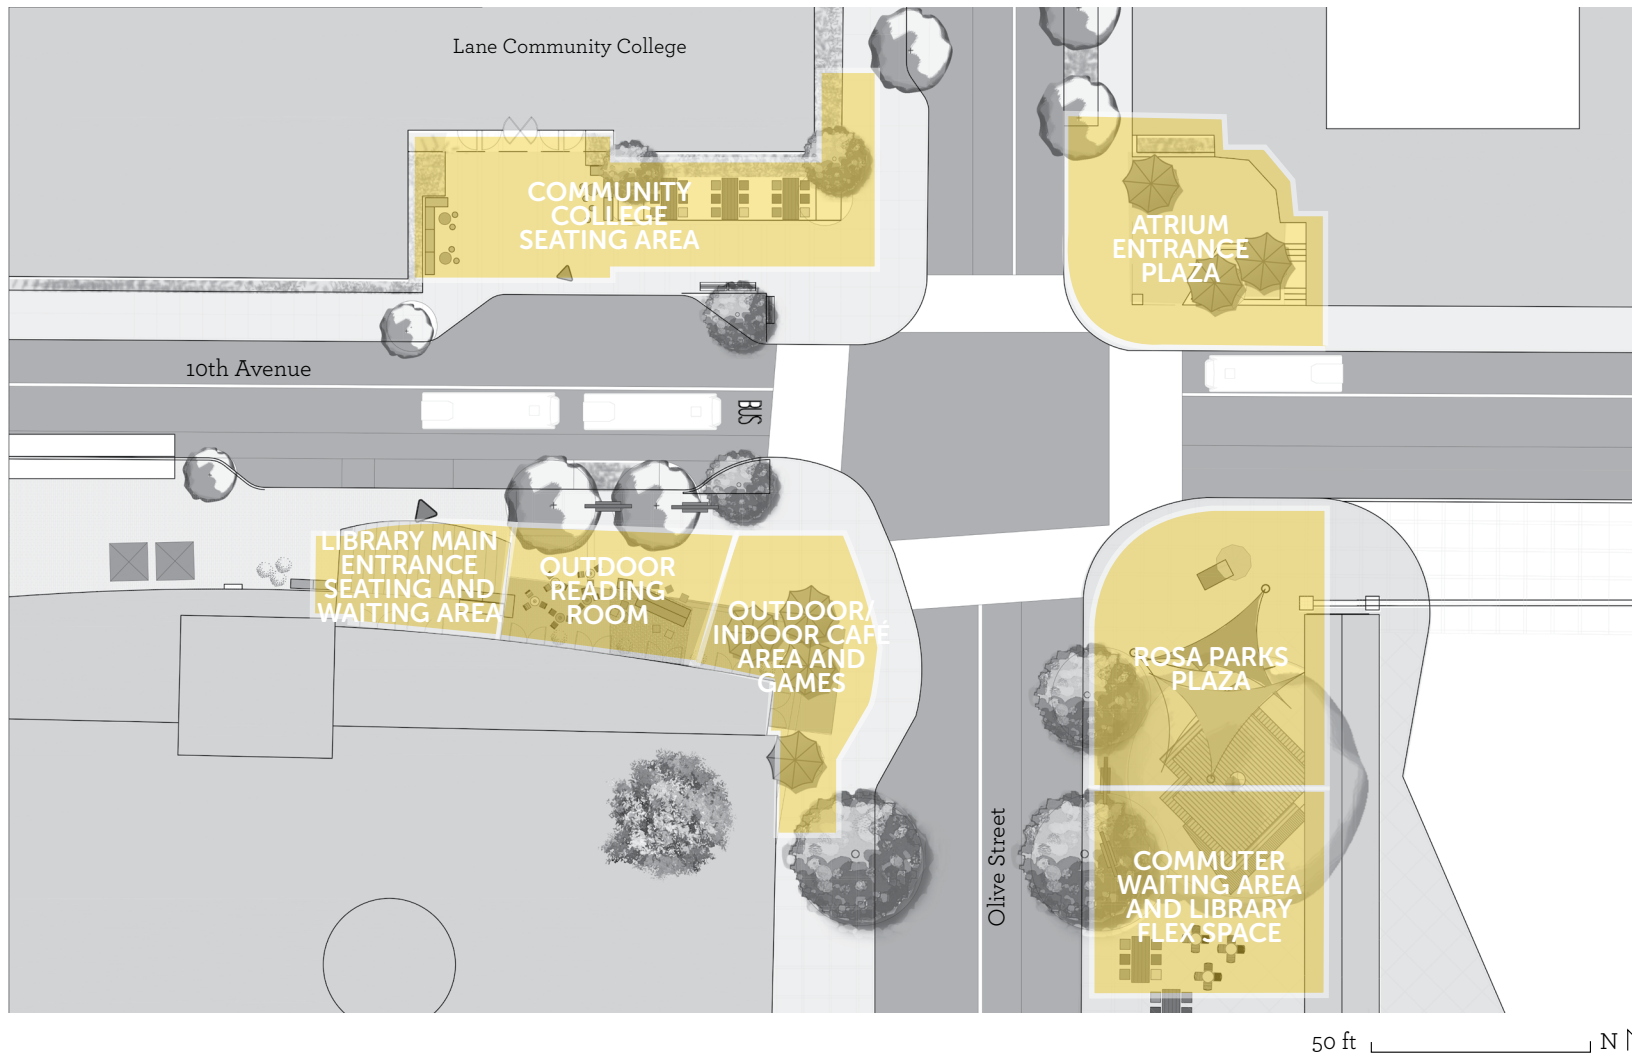 Lane Community College
COMMUNITY
COLLEGE
SEATING AREA
ATRIUM
ENTRANCE
PLAZA
10th Avenue
BUS
LIBRARY MAIN
ENTRANCE
SEATING AND
WAITING AREA
OUTDOOR
READING
ROOM
OUTDOOR/
INDOOR CAFÉ
AREA AND
GAMES
ROSA PARKS
PLAZA
Olive Street
COMMUTER
WAITING AREA
AND LIBRARY
FLEX SPACE
50 ft
N